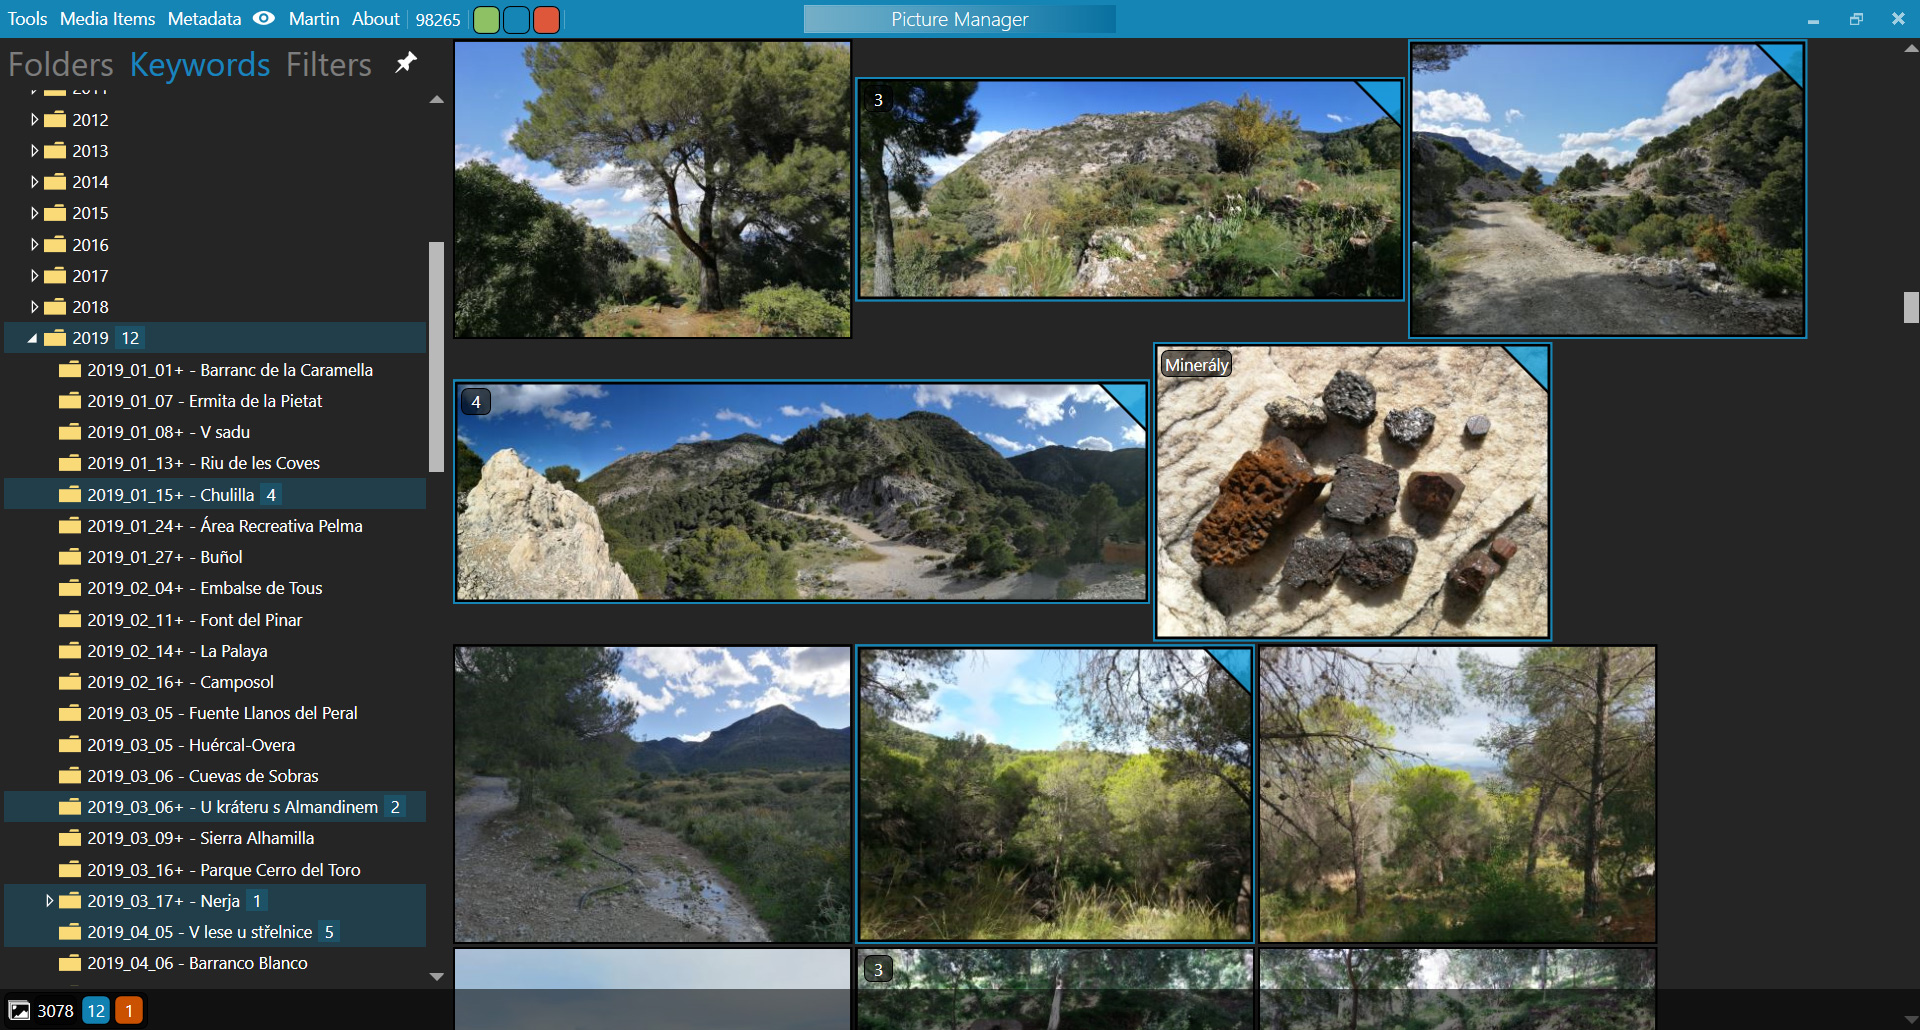 Tools Media Items Metadata Martin About 98265 Picture Manager
Folders Keywords Filters
2011
2012
2013
2014
2015
2016
2017
2018
2019 12
2019_01_01+ - Barranc de la Caramella
2019_01_07 - Ermita de la Pietat
2019_01_08+ - V sadu
2019_01_13+ - Riu de les Coves
2019_01_15+ - Chulilla 4
2019_01_24+ - Área Recreativa Pelma
2019_01_27+ - Buñol
2019_02_04+ - Embalse de Tous
2019_02_11+ - Font del Pinar
2019_02_14+ - La Palaya
2019_02_16+ - Camposol
2019_03_05 - Fuente Llanos del Peral
2019_03_05 - Huércal-Overa
2019_03_06 - Cuevas de Sobras
2019_03_06+ - U kráteru s Almandinem 2
2019_03_09+ - Sierra Alhamilla
2019_03_16+ - Parque Cerro del Toro
2019_03_17+ - Nerja 1
2019_04_05 - V lese u střelnice 5
2019_04_06 - Barranco Blanco
3078 12 1
3
4
Minerály
3